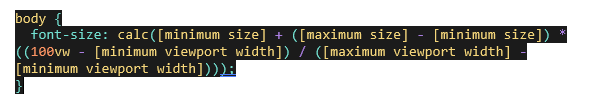 body {
font-size: calc([minimum size] + ([maximum size] - [minimum size]) *
((100vw - [minimum viewport width]) / ([maximum viewport width] -
[minimum viewport width])));
}